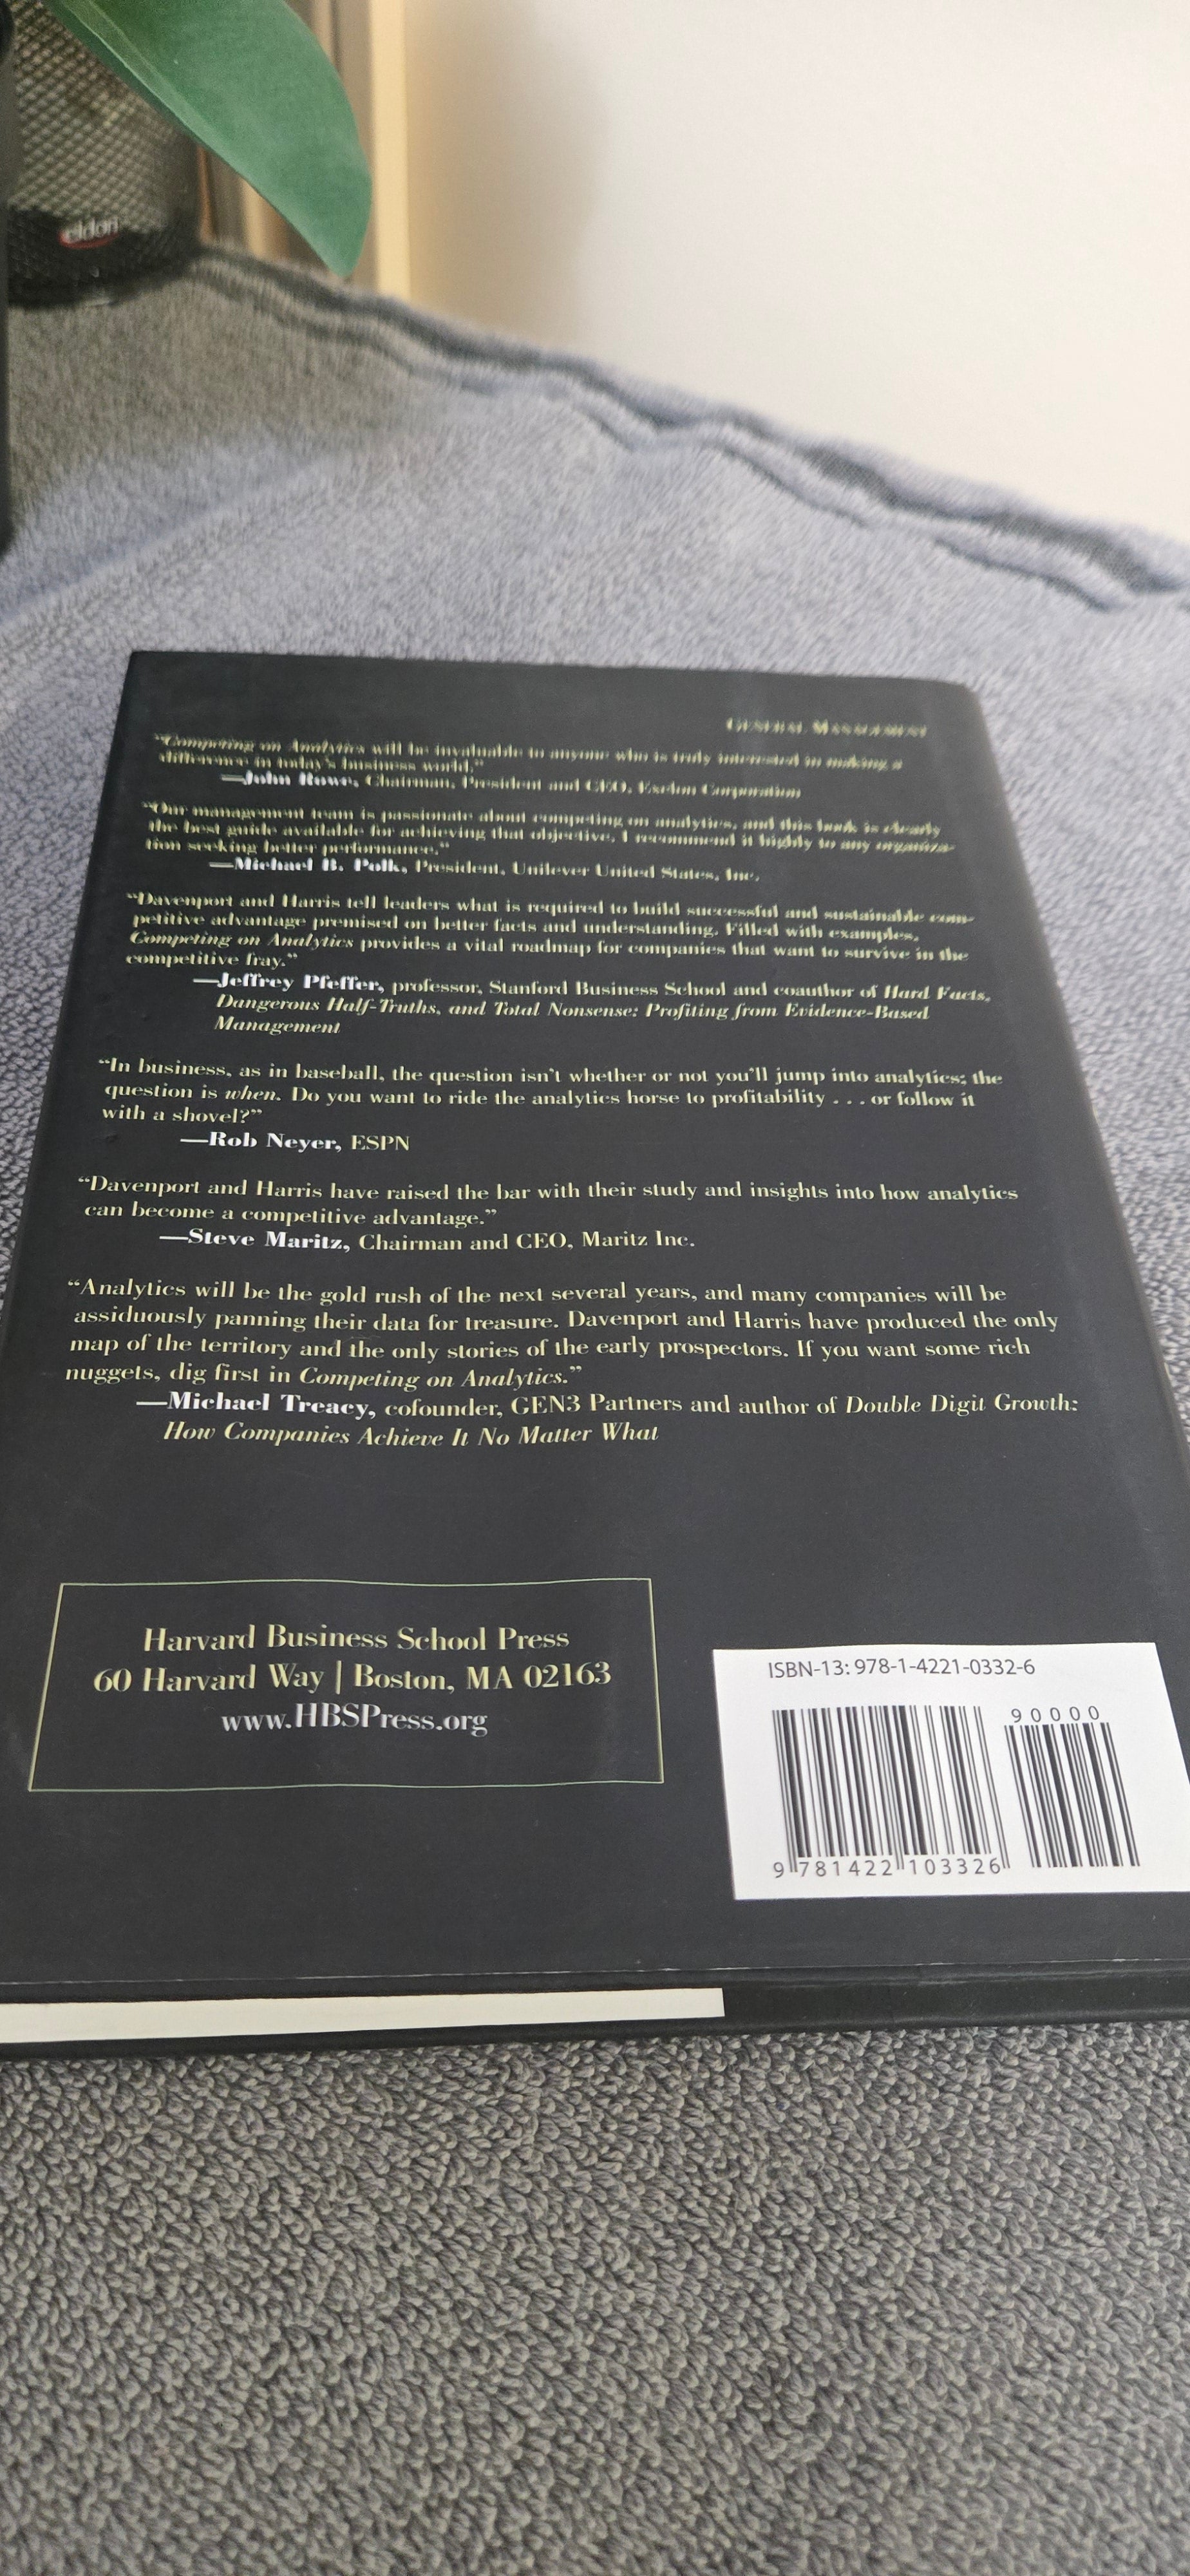 eldon
GENERAL MANAGEMENT
“Competing on Analytics will be invaluable to anyone who is truly interested in making a
difference in today’s business world.”
—John Rowe, Chairman, President and CEO, Exelon Corporation
“Our management team is passionate about competing on analytics, and this book is clearly
the best guide available for achieving that objective. I recommend it highly to any organiza-
tion seeking better performance.”
—Michael B. Polk, President, Unilever United States, Inc.
“Davenport and Harris tell leaders what is required to build successful and sustainable com-
petitive advantage premised on better facts and understanding. Filled with examples,
Competing on Analytics provides a vital roadmap for companies that want to survive in the
competitive fray.”
—Jeffrey Pfeffer, professor, Stanford Business School and coauthor of Hard Facts,
Dangerous Half-Truths, and Total Nonsense: Profiting from Evidence-Based
Management
“In business, as in baseball, the question isn’t whether or not you’ll jump into analytics; the
question is when. Do you want to ride the analytics horse to profitability . . . or follow it
with a shovel?”
—Rob Neyer, ESPN
“Davenport and Harris have raised the bar with their study and insights into how analytics
can become a competitive advantage.”
—Steve Maritz, Chairman and CEO, Maritz Inc.
“Analytics will be the gold rush of the next several years, and many companies will be
assiduously panning their data for treasure. Davenport and Harris have produced the only
map of the territory and the only stories of the early prospectors. If you want some rich
nuggets, dig first in Competing on Analytics.”
—Michael Treacy, cofounder, GEN3 Partners and author of Double Digit Growth:
How Companies Achieve It No Matter What
Harvard Business School Press
60 Harvard Way | Boston, MA 02163
www.HBSPress.org
ISBN-13: 978-1-4221-0332-6
90000
9 781422 103326